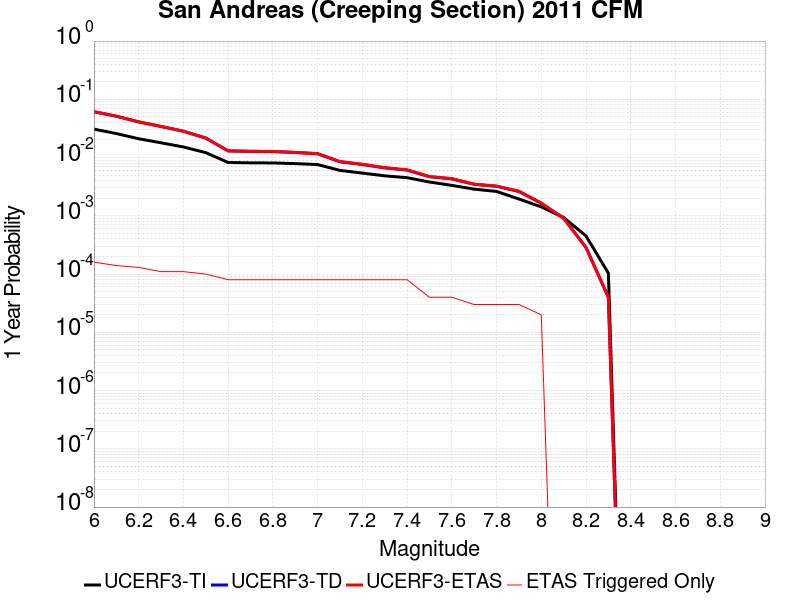 San Andreas (Creeping Section) 2011 CFM
10^0
10^-1
10^-2
10^-3
10^-4
10^-5
10^-6
10^-7
10^-8
1 Year Probability
6 6.2 6.4 6.6 6.8 7 7.2 7.4 7.6 7.8 8 8.2 8.4 8.6 8.8 9
Magnitude
UCERF3-TI UCERF3-TD UCERF3-ETAS ETAS Triggered Only